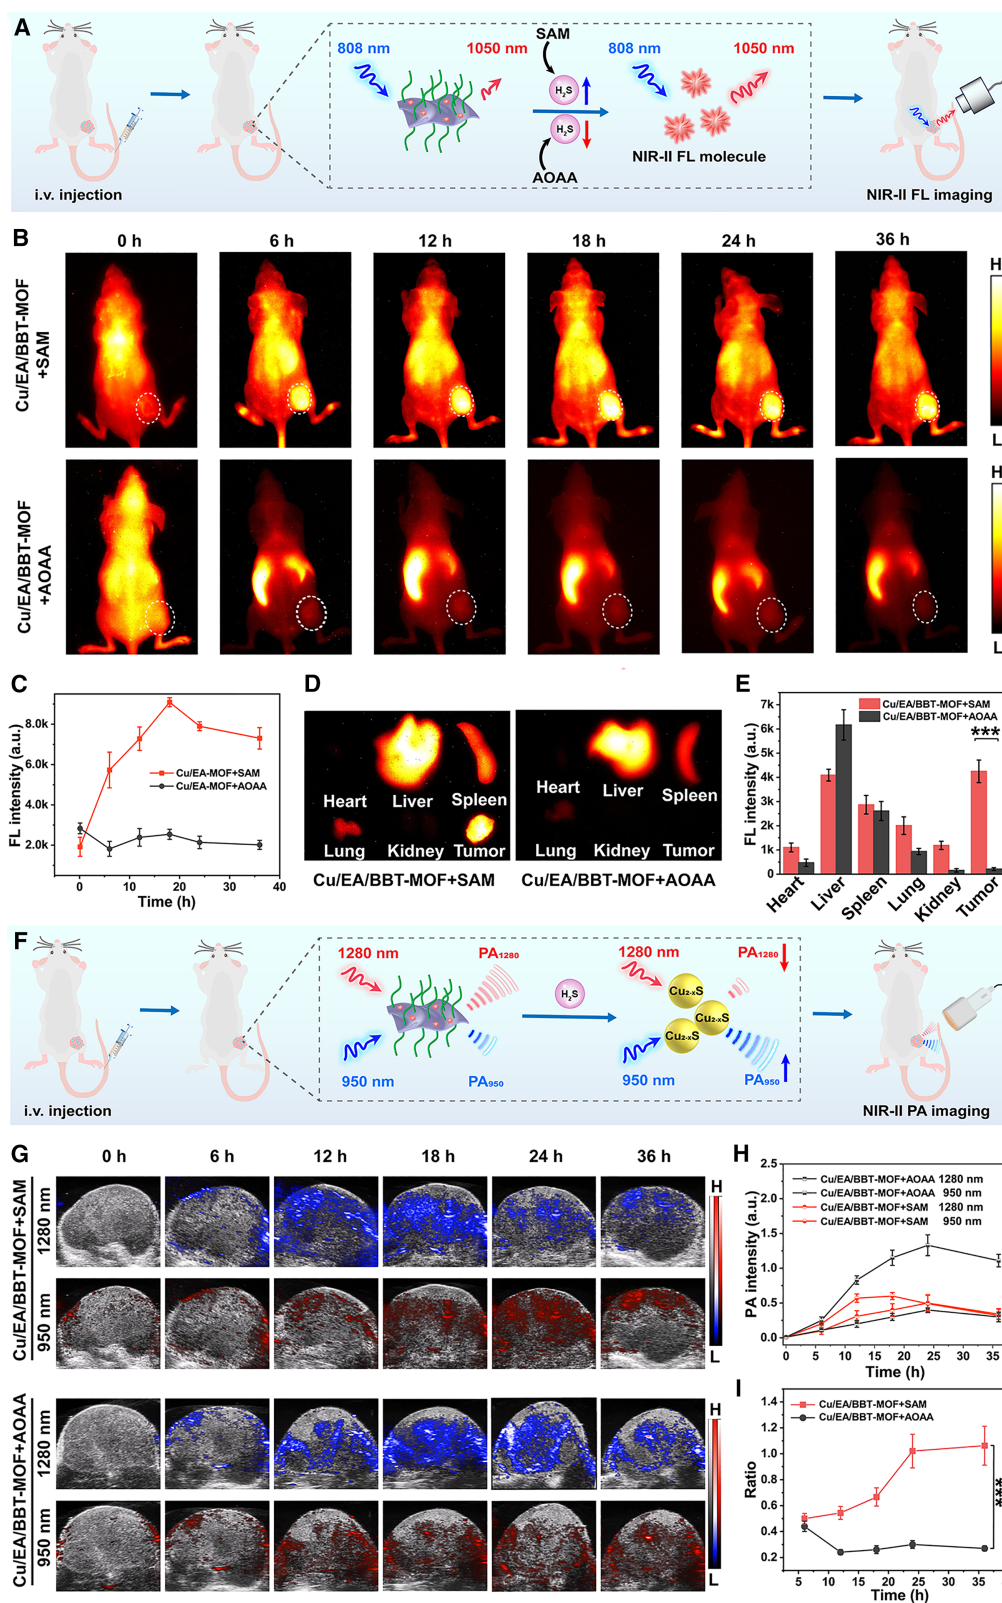 A
808 nm
1050 nm
SAM
H₂S
H₂S
AOAA
808 nm
1050 nm
NIR-II FL molecule
i.v. injection
NIR-II FL imaging
B
0 h
6 h
12 h
18 h
24 h
36 h
Cu/EA/BBT-MOF
+SAM
H
L
Cu/EA/BBT-MOF
+AOAA
H
L
C
FL intensity (a.u.)
8.0k
6.0k
4.0k
2.0k
Cu/EA-MOF+SAM
Cu/EA-MOF+AOAA
0
10
20
30
40
Time (h)
D
Heart
Liver
Spleen
Lung
Kidney
Tumor
Cu/EA/BBT-MOF+SAM
Heart
Liver
Spleen
Lung
Kidney
Tumor
Cu/EA/BBT-MOF+AOAA
E
FL intensity (a.u.)
7k
6k
5k
4k
3k
2k
1k
0
Cu/EA/BBT-MOF+SAM
Cu/EA/BBT-MOF+AOAA
***
Heart
Liver
Spleen
Lung
Kidney
Tumor
F
1280 nm
PA₁₂₈₀
950 nm
PA₉₅₀
H₂S
1280 nm
PA₁₂₈₀
Cu₂₋ₓS
Cu₂₋ₓS
Cu₂₋ₓS
950 nm
PA₉₅₀
i.v. injection
NIR-II PA imaging
G
0 h
6 h
12 h
18 h
24 h
36 h
Cu/EA/BBT-MOF+SAM
1280 nm
950 nm
H
L
Cu/EA/BBT-MOF+AOAA
1280 nm
950 nm
H
L
H
PA intensity (a.u.)
2.5
2.0
1.5
1.0
0.5
0.0
Cu/EA/BBT-MOF+AOAA 1280 nm
Cu/EA/BBT-MOF+AOAA 950 nm
Cu/EA/BBT-MOF+SAM 1280 nm
Cu/EA/BBT-MOF+SAM 950 nm
0
5
10
15
20
25
30
35
Time (h)
I
Ratio
1.4
1.2
1.0
0.8
0.6
0.4
0.2
Cu/EA/BBT-MOF+SAM
Cu/EA/BBT-MOF+AOAA
***
5
10
15
20
25
30
35
Time (h)